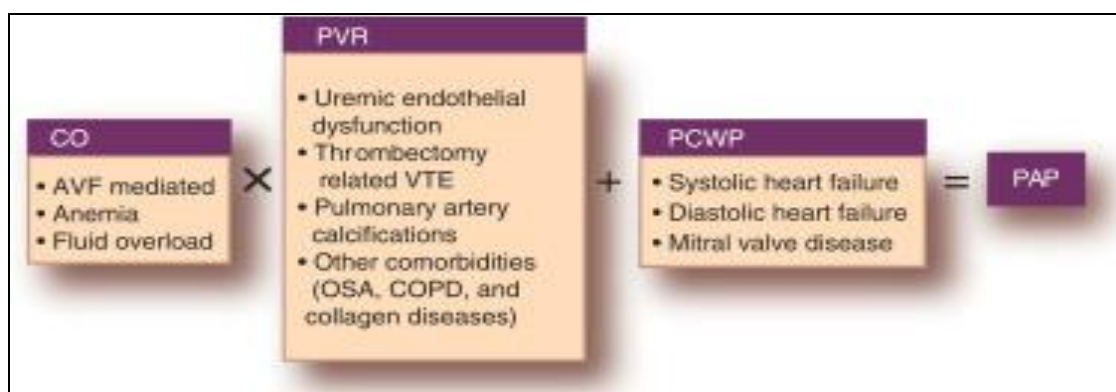 CO
• AVF mediated
• Anemia
• Fluid overload
×
PVR
• Uremic endothelial
dysfunction
• Thrombectomy
related VTE
• Pulmonary artery
calcifications
• Other comorbidities
(OSA, COPD, and
collagen diseases)
+
PCWP
• Systolic heart failure
• Diastolic heart failure
• Mitral valve disease
=
PAP